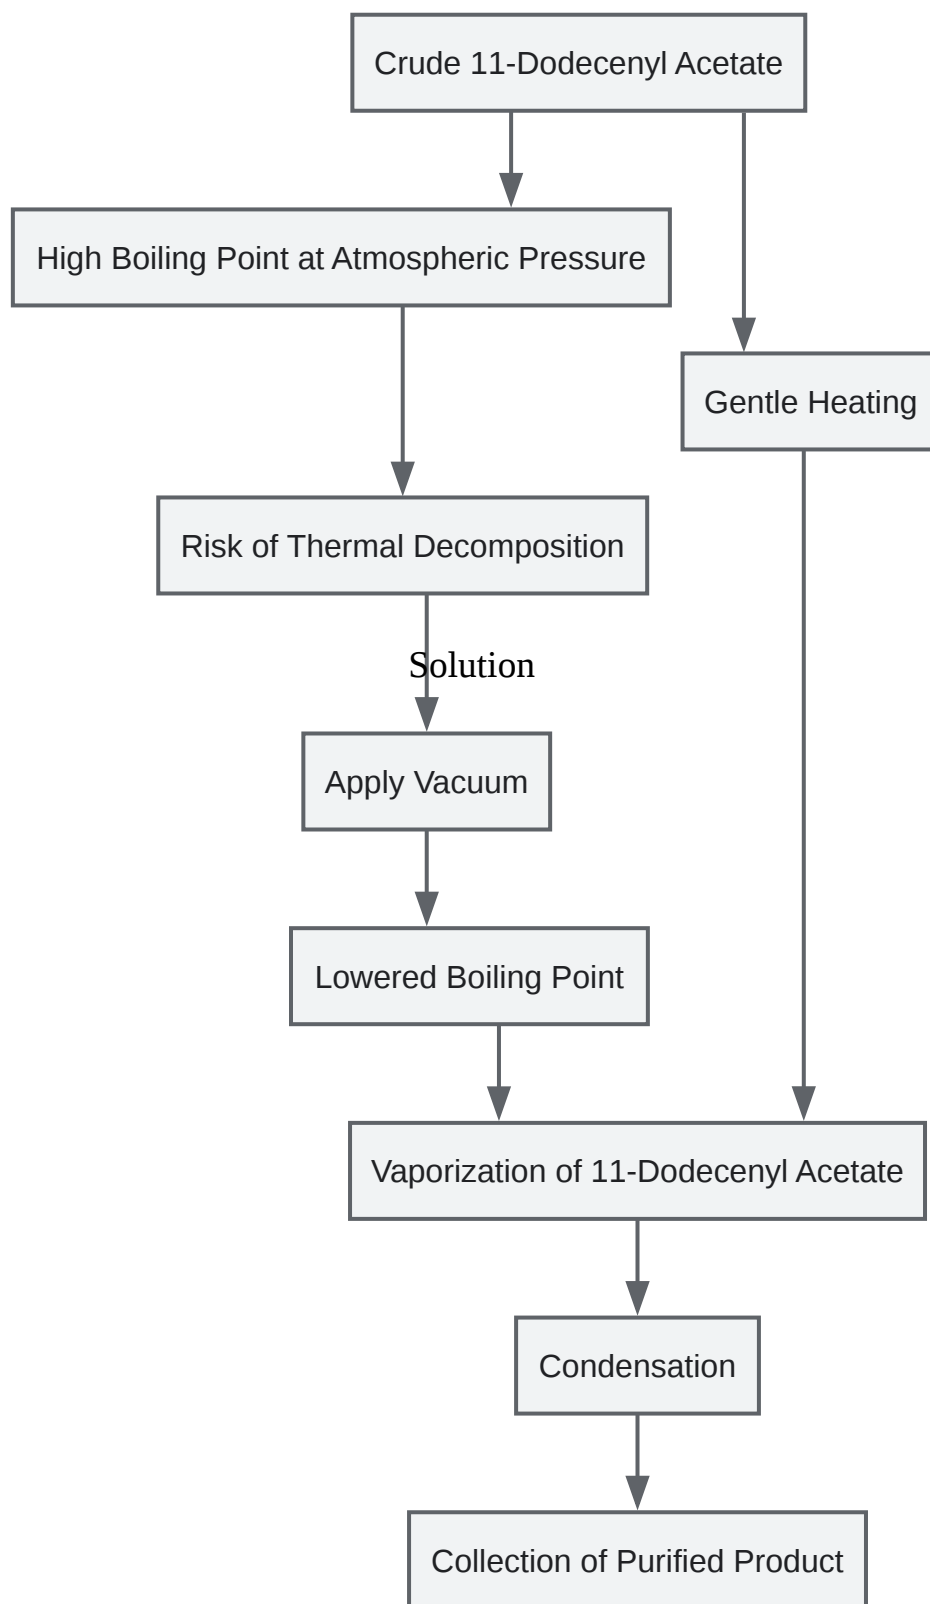 Crude 11-Dodecenyl Acetate
High Boiling Point at Atmospheric Pressure
Gentle Heating
Risk of Thermal Decomposition
Solution
Apply Vacuum
Lowered Boiling Point
Vaporization of 11-Dodecenyl Acetate
Condensation
Collection of Purified Product